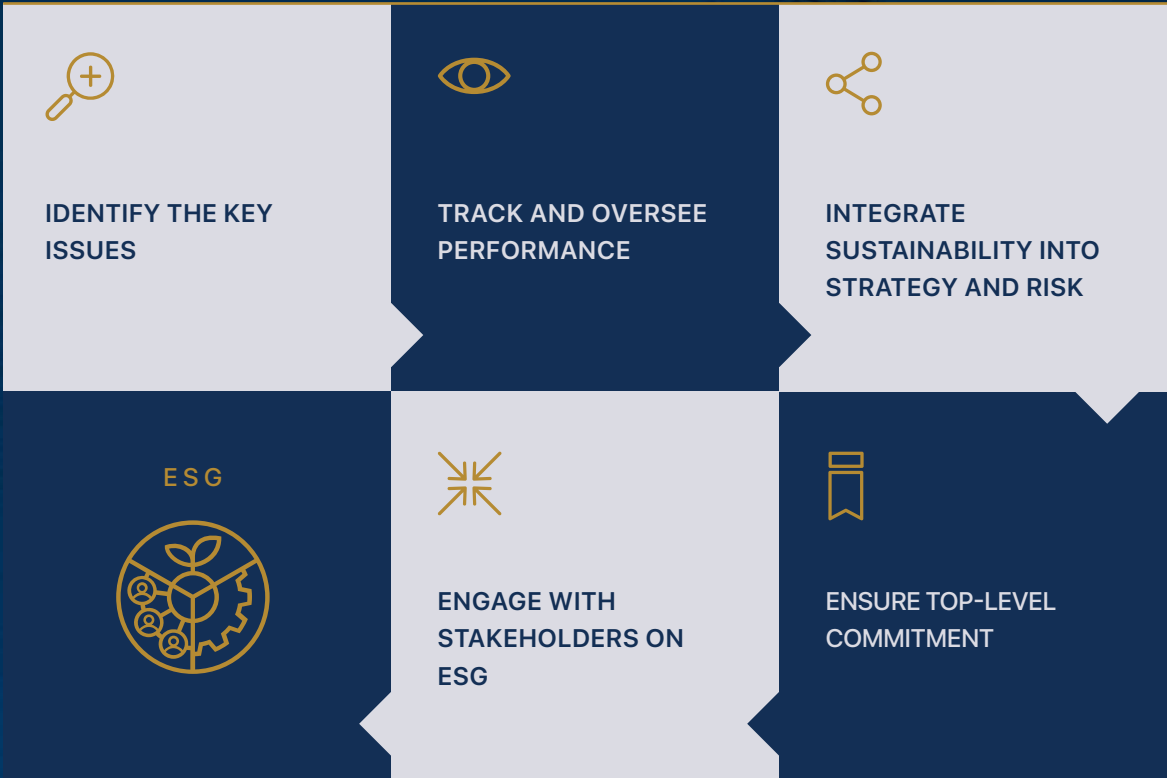 IDENTIFY THE KEY
ISSUES
TRACK AND OVERSEE
PERFORMANCE
INTEGRATE
SUSTAINABILITY INTO
STRATEGY AND RISK
ESG
ENGAGE WITH
STAKEHOLDERS ON
ESG
ENSURE TOP-LEVEL
COMMITMENT